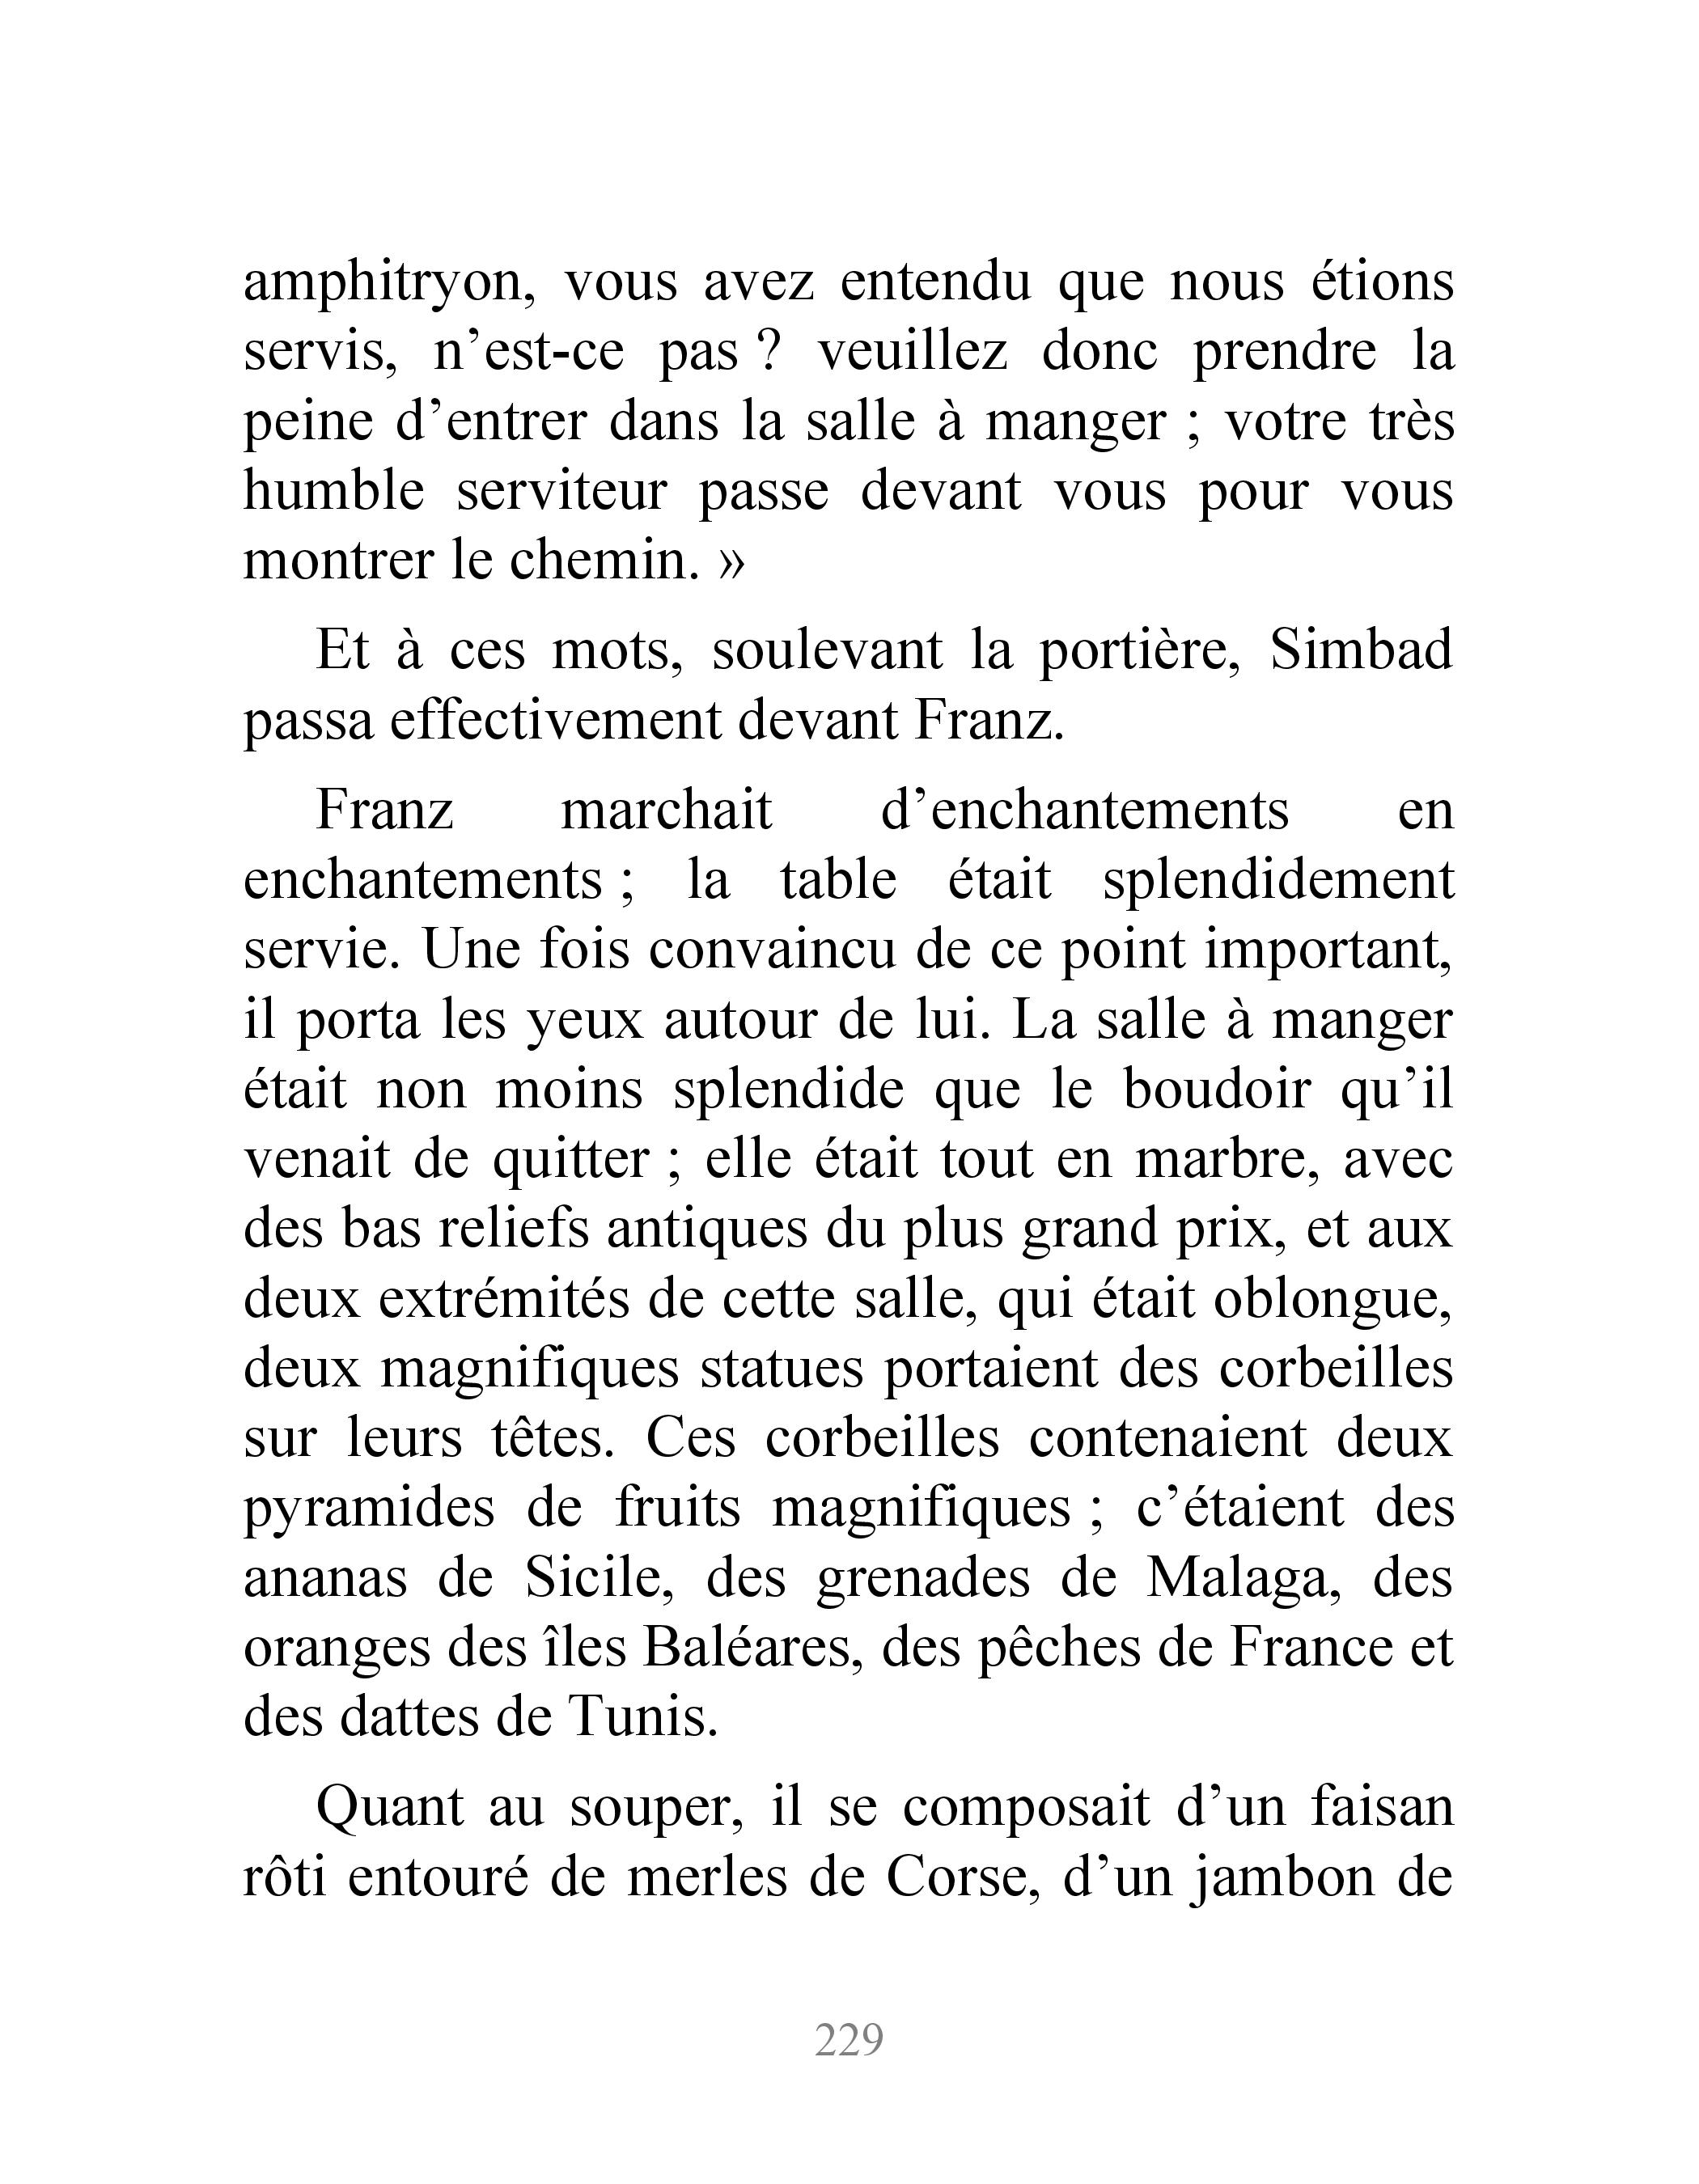 amphitryon, vous avez entendu que nous étions
servis, n’est-ce pas ? veuillez donc prendre la
peine d’entrer dans la salle à manger ; votre très
humble serviteur passe devant vous pour vous
montrer le chemin. »
Et à ces mots, soulevant la portière, Simbad
passa effectivement devant Franz.
Franz marchait d’enchantements en
enchantements ; la table était splendidement
servie. Une fois convaincu de ce point important,
il porta les yeux autour de lui. La salle à manger
était non moins splendide que le boudoir qu’il
venait de quitter ; elle était tout en marbre, avec
des bas reliefs antiques du plus grand prix, et aux
deux extrémités de cette salle, qui était oblongue,
deux magnifiques statues portaient des corbeilles
sur leurs têtes. Ces corbeilles contenaient deux
pyramides de fruits magnifiques ; c’étaient des
ananas de Sicile, des grenades de Malaga, des
oranges des îles Baléares, des pêches de France et
des dattes de Tunis.
Quant au souper, il se composait d’un faisan
rôti entouré de merles de Corse, d’un jambon de
229